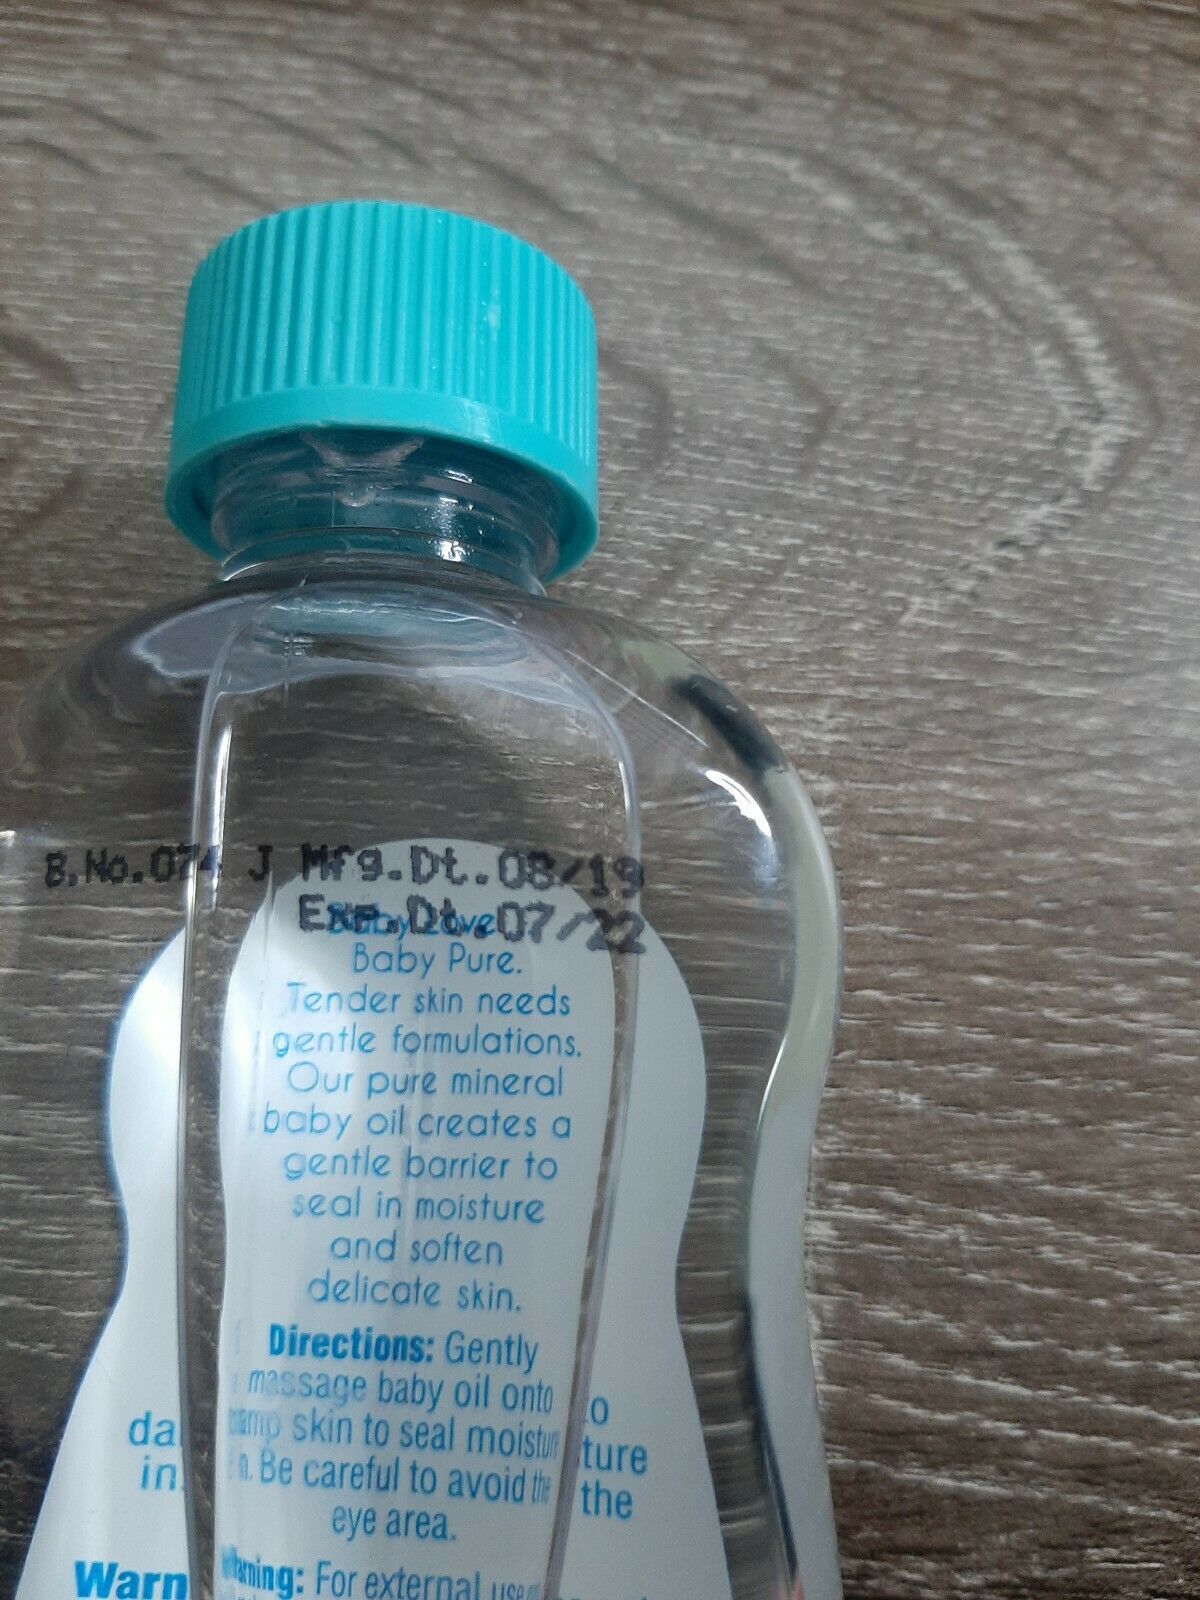 B.No.074 J Mfg.Dt.08/19
Exp.Dt.07/22
Baby Love
Baby Pure.
Tender skin needs
gentle formulations.
Our pure mineral
baby oil creates a
gentle barrier to
seal in moisture
and soften
delicate skin.
Directions: Gently
massage baby oil onto
damp skin to seal moisture
in. Be careful to avoid the
eye area.
Warning: For external use